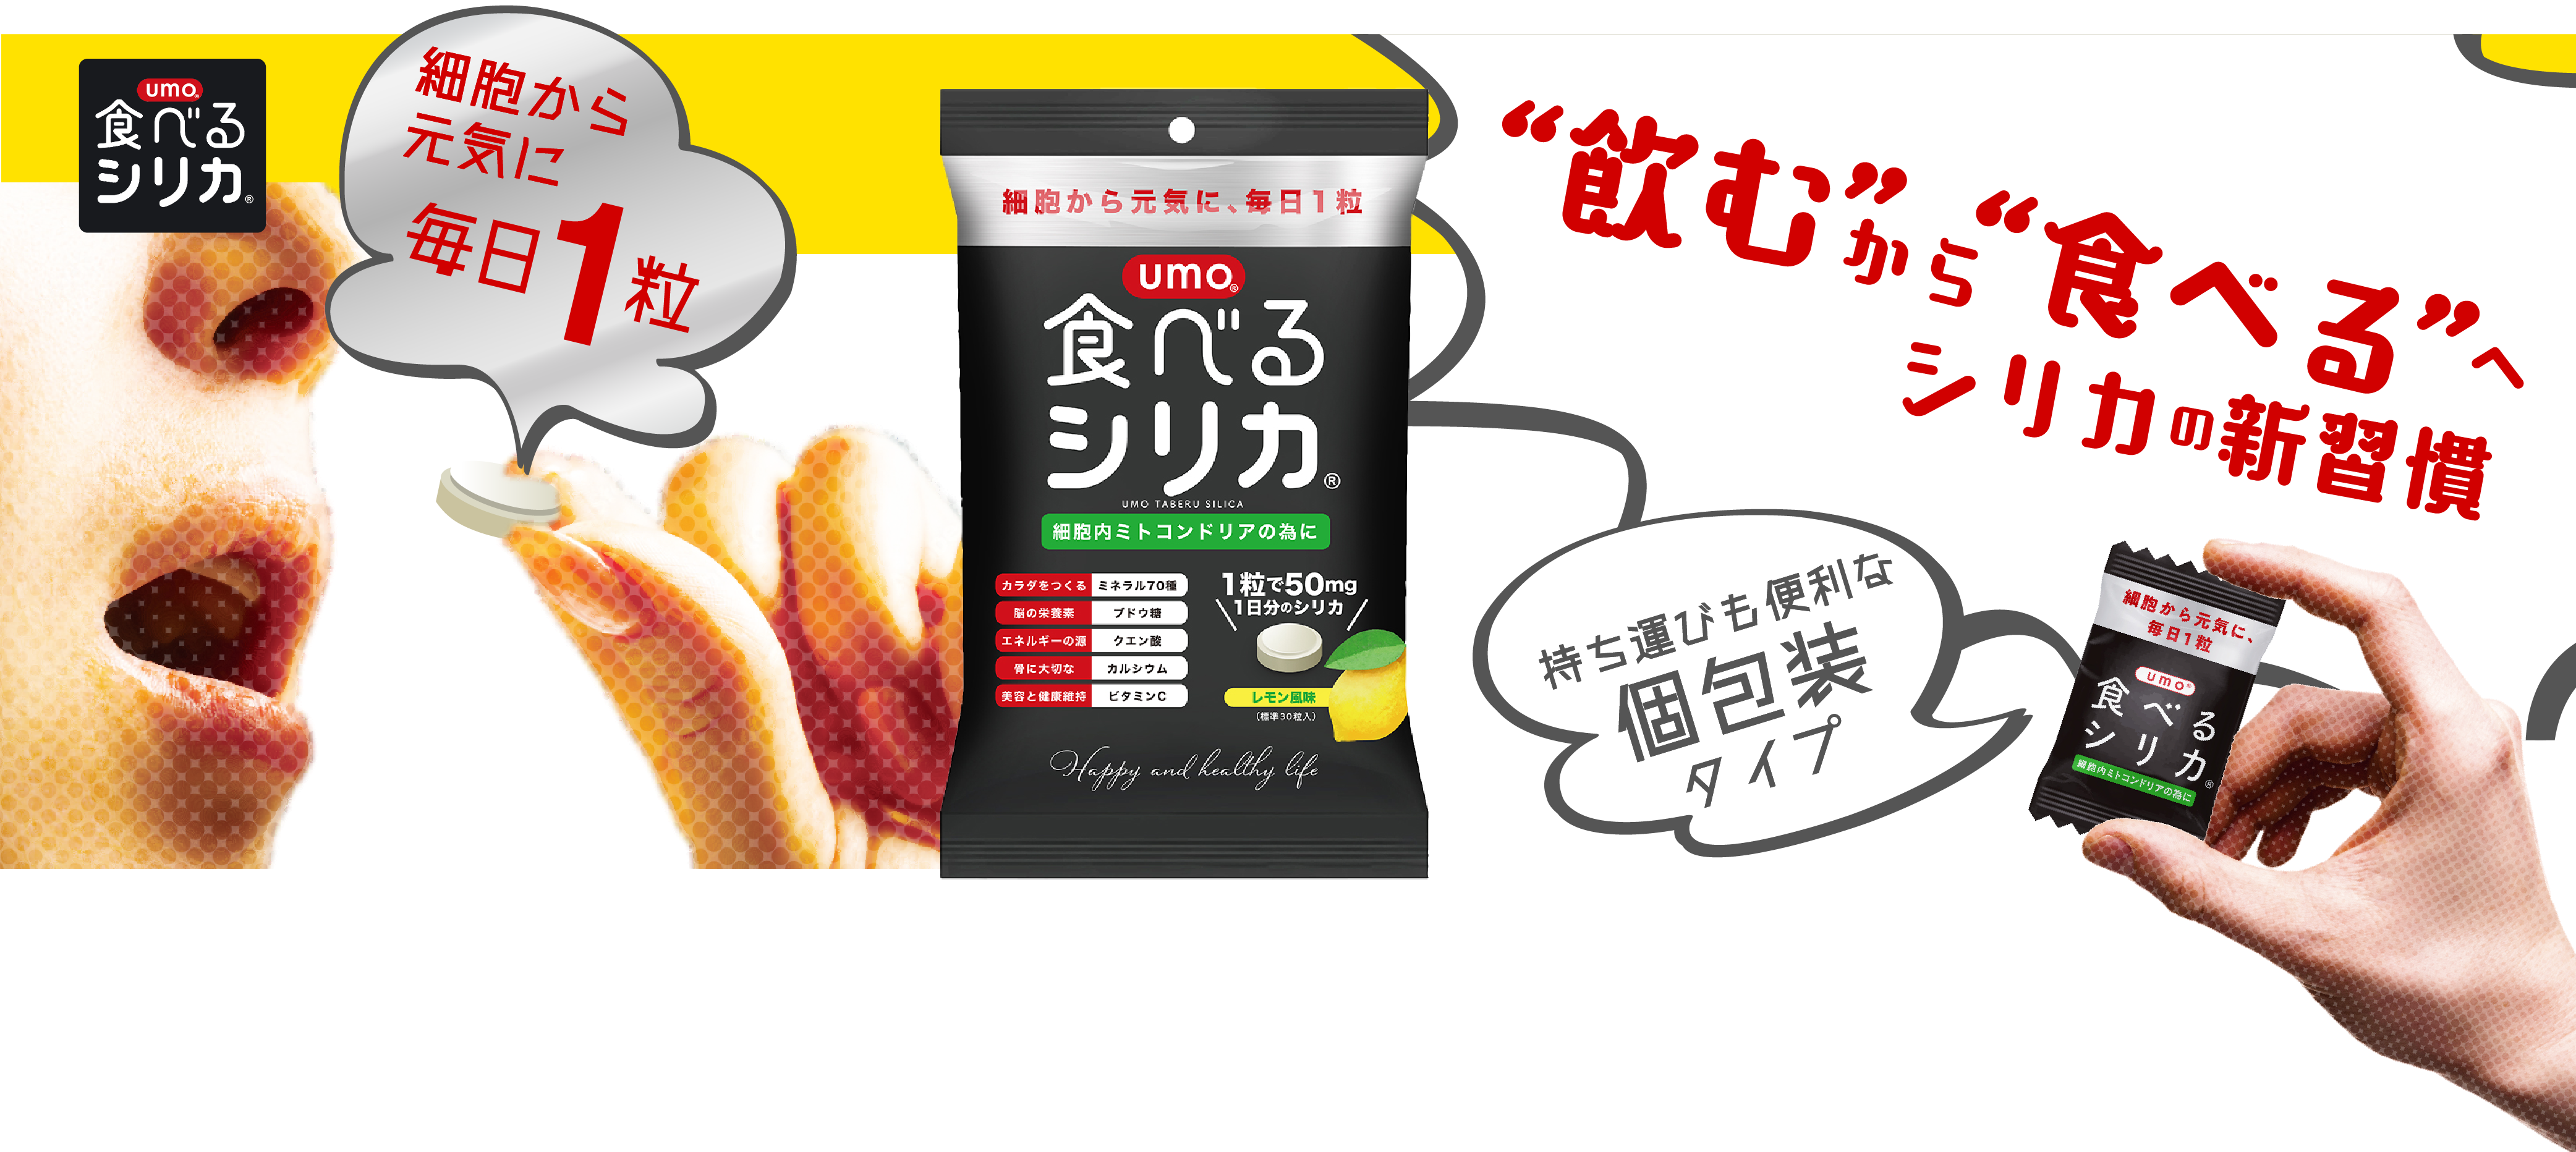 umo®
食べる
シリカ®
細胞から
元気に
毎日1粒
細胞から元気に、毎日1粒
umo®
食べる
シリカ®
UMO TABERU SILICA
細胞内ミトコンドリアの為に
カラダをつくる ミネラル70種
脳の栄養素 ブドウ糖
エネルギーの源 クエン酸
骨に大切な カルシウム
美容と健康維持 ビタミンC
1粒で50mg
1日分のシリカ
レモン風味
(標準30粒入)
Happy and healthy life
“飲む”から“食べる”へ
シリカの新習慣
持ち運びも便利な
個包装
タイプ
細胞から元気に、
毎日1粒
umo®
食べる
シリカ®
細胞内ミトコンドリアの為に